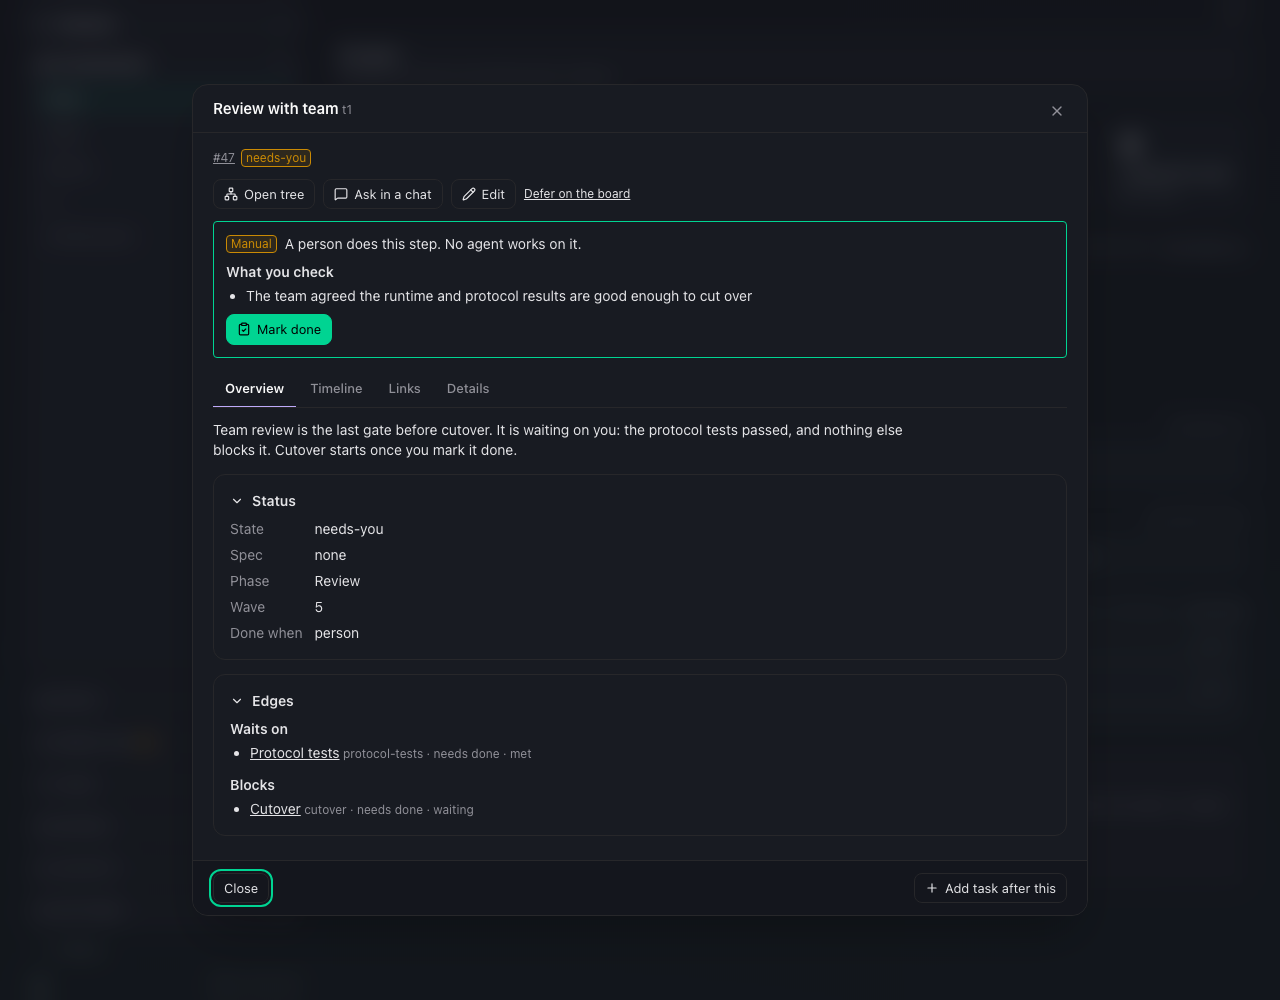 Review with team t1
#47 needs-you
Open tree Ask in a chat Edit Defer on the board
Manual A person does this step. No agent works on it.
What you check
• The team agreed the runtime and protocol results are good enough to cut over
Mark done
Overview Timeline Links Details
Team review is the last gate before cutover. It is waiting on you: the protocol tests passed, and nothing else
blocks it. Cutover starts once you mark it done.
Status
State needs-you
Spec none
Phase Review
Wave 5
Done when person
Edges
Waits on
• Protocol tests protocol-tests · needs done · met
Blocks
• Cutover cutover · needs done · waiting
Close + Add task after this